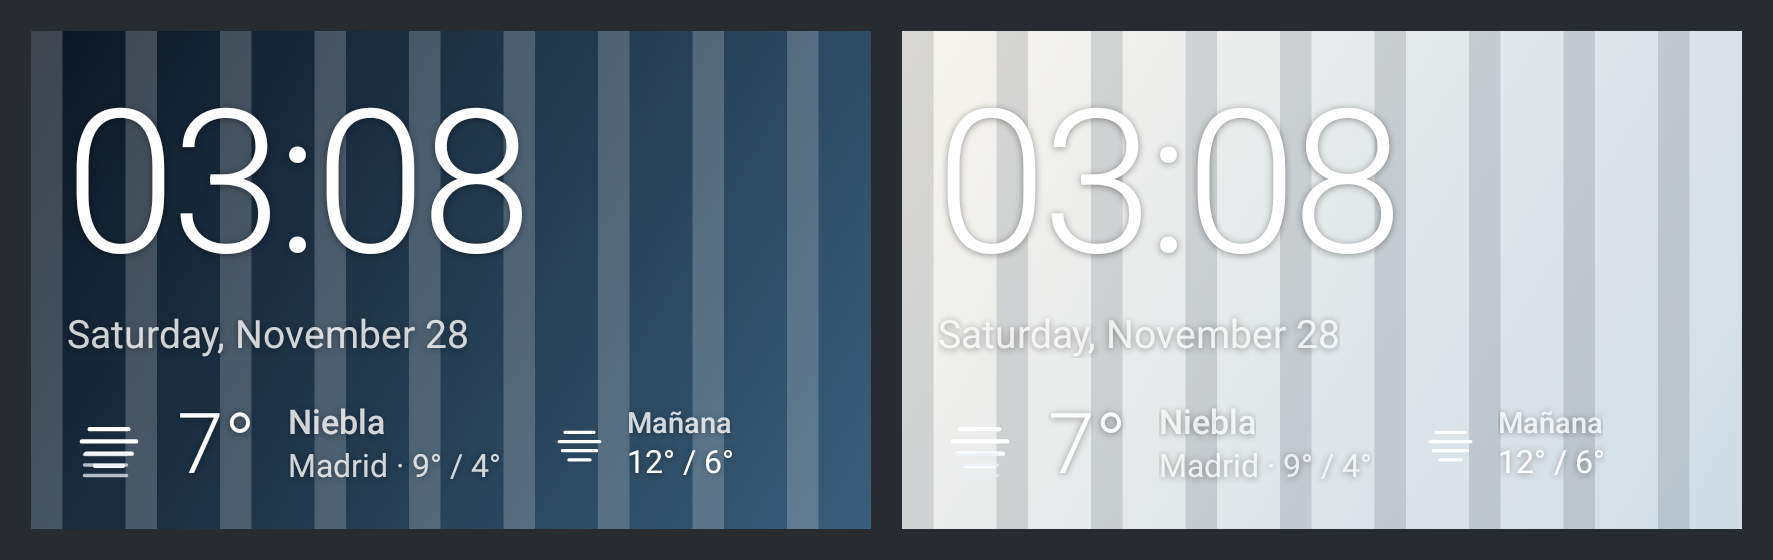 03:08
Saturday, November 28
7°
Niebla
Madrid · 9° / 4°
Mañana
12° / 6°
03:08
Saturday, November 28
7°
Niebla
Madrid · 9° / 4°
Mañana
12° / 6°